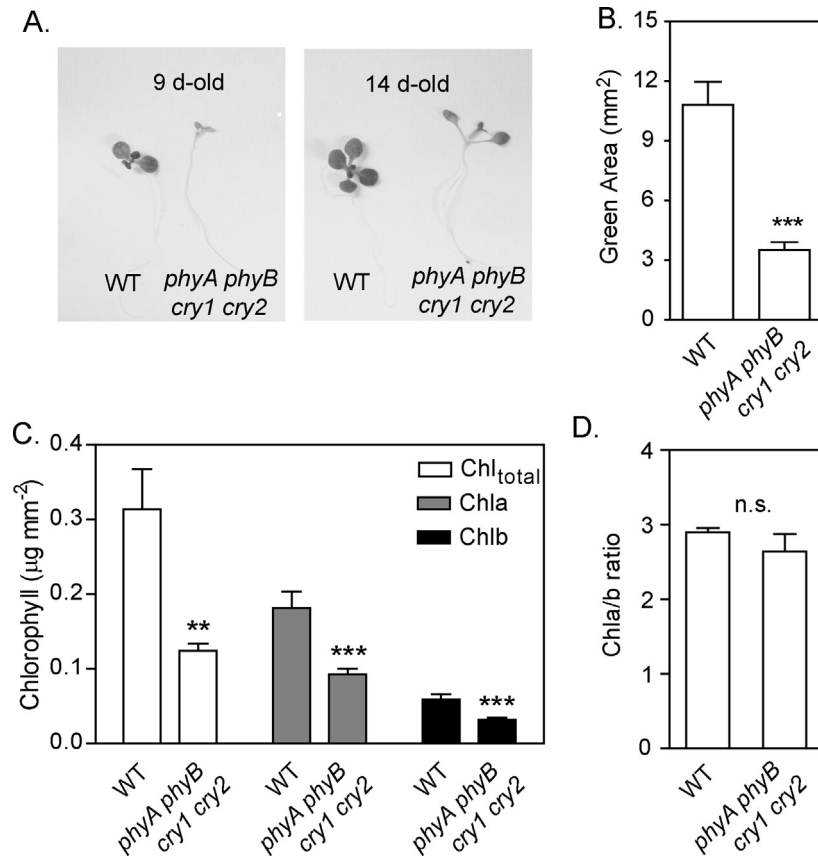 A.
9 d-old
14 d-old
WT
phyA phyB
cry1 cry2
WT
phyA phyB
cry1 cry2
B.
Green Area (mm²)
15
12
9
6
3
0
***
WT
phyA phyB
cry1 cry2
C.
Chlorophyll (µg mm⁻²)
0.4
0.3
0.2
0.1
0.0
Chl total
Chla
Chlb
**
***
***
WT
phyA phyB
cry1 cry2
WT
phyA phyB
cry1 cry2
WT
phyA phyB
cry1 cry2
D.
Chla/b ratio
4
3
2
1
0
n.s.
WT
phyA phyB
cry1 cry2